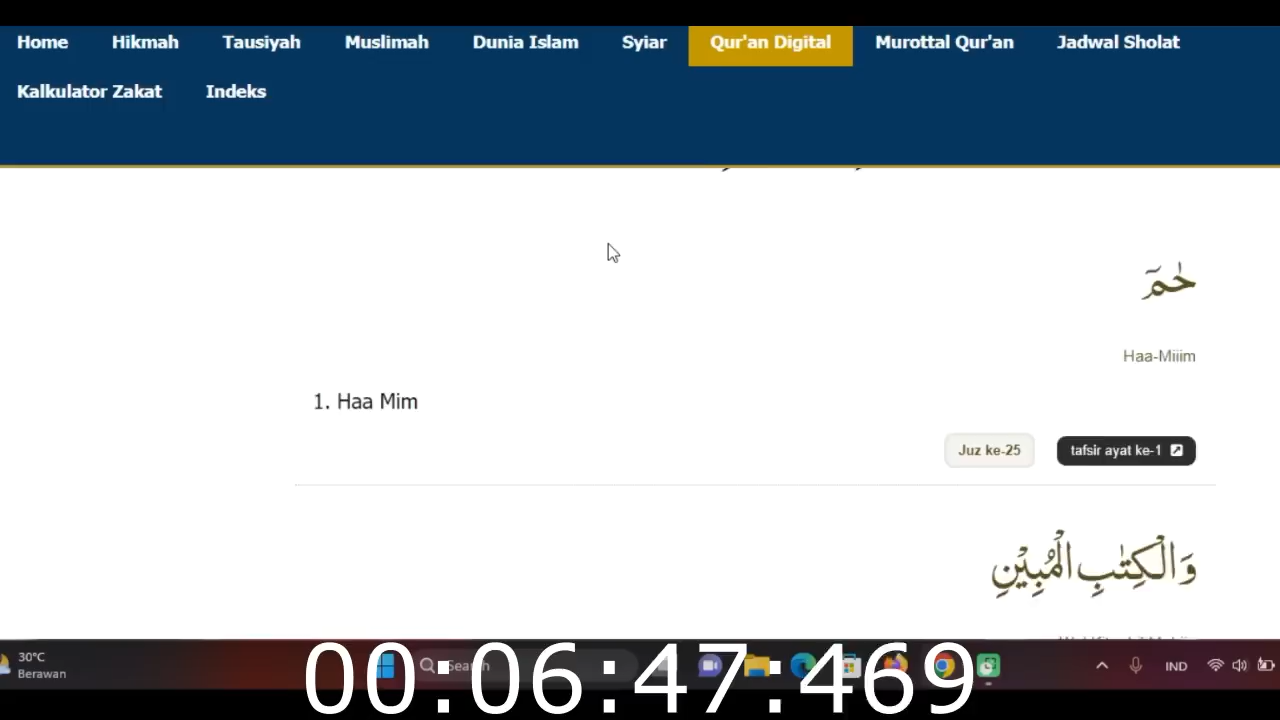 Home Hikmah Tausiyah Muslimah Dunia Islam Syiar Qur'an Digital Murottal Qur'an Jadwal Sholat
Kalkulator Zakat Indeks
حٰمۤ
Haa-Miiim
1. Haa Mim
Juz ke-25 tafsir ayat ke-1
وَالْكِتٰبِ الْمُبِيْنِ
30°C
Berawan
Search
IND
00:06:47:469